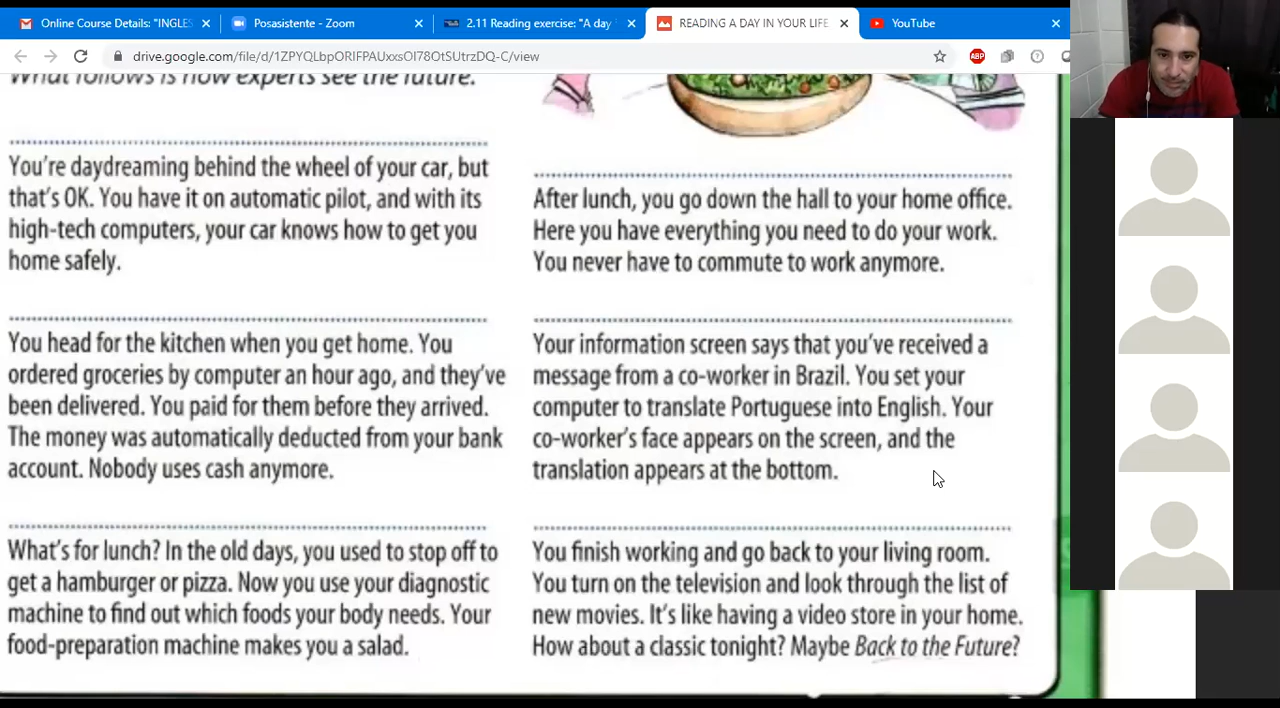 Online Course Details: "INGLES
Posasistente - Zoom
2.11 Reading exercise: "A day
READING A DAY IN YOUR LIFE
YouTube
ABP
What follows is how experts see the future.
You're daydreaming behind the wheel of your car, but
that's OK. You have it on automatic pilot, and with its
high-tech computers, your car knows how to get you
home safely.
You head for the kitchen when you get home. You
ordered groceries by computer an hour ago, and they've
been delivered. You paid for them before they arrived.
The money was automatically deducted from your bank
account. Nobody uses cash anymore.
What's for lunch? In the old days, you used to stop off to
get a hamburger or pizza. Now you use your diagnostic
machine to find out which foods your body needs. Your
food-preparation machine makes you a salad.
After lunch, you go down the hall to your home office.
Here you have everything you need to do your work.
You never have to commute to work anymore.
Your information screen says that you've received a
message from a co-worker in Brazil. You set your
computer to translate Portuguese into English. Your
co-worker's face appears on the screen, and the
translation appears at the bottom.
You finish working and go back to your living room.
You turn on the television and look through the list of
new movies. It's like having a video store in your home.
How about a classic tonight? Maybe Back to the Future?